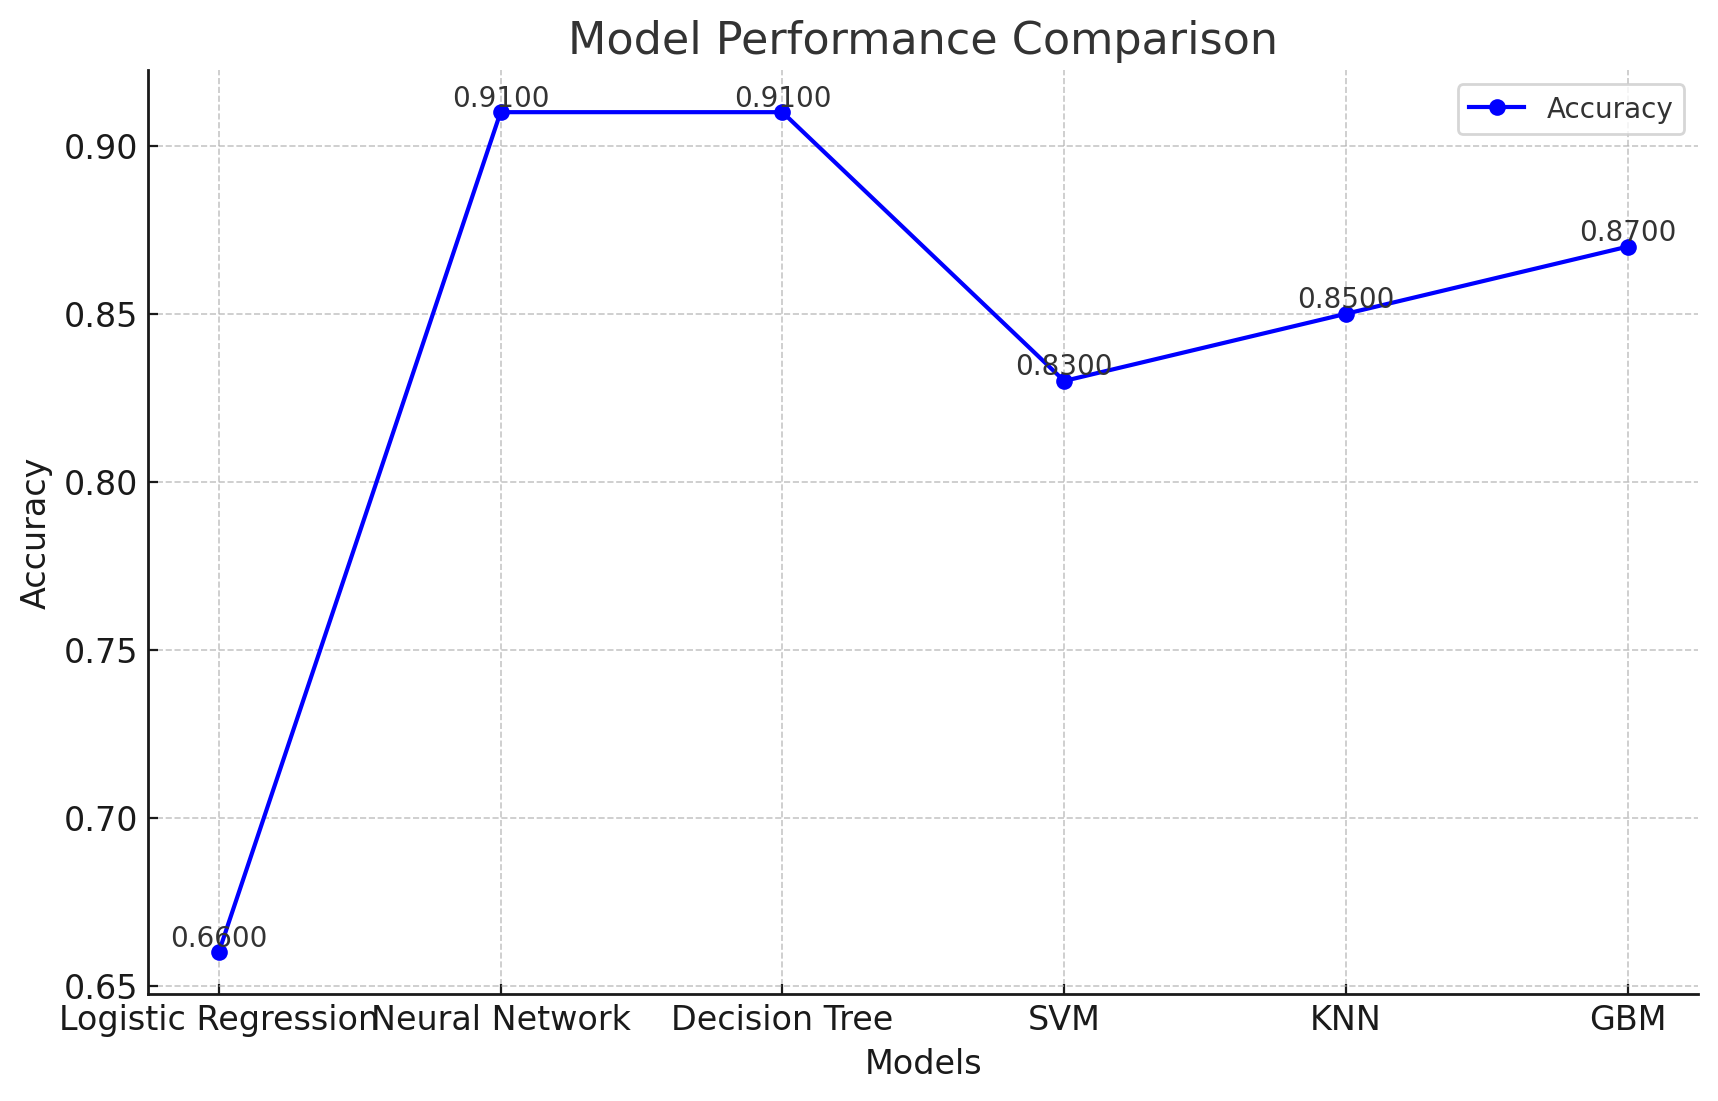 Model Performance Comparison
0.9100 0.9100
Accuracy
0.90
0.8700
0.85
0.8500
0.8300
0.80
Accuracy
0.75
0.70
0.6600
0.65
Logistic Regression Neural Network Decision Tree SVM KNN GBM
Models